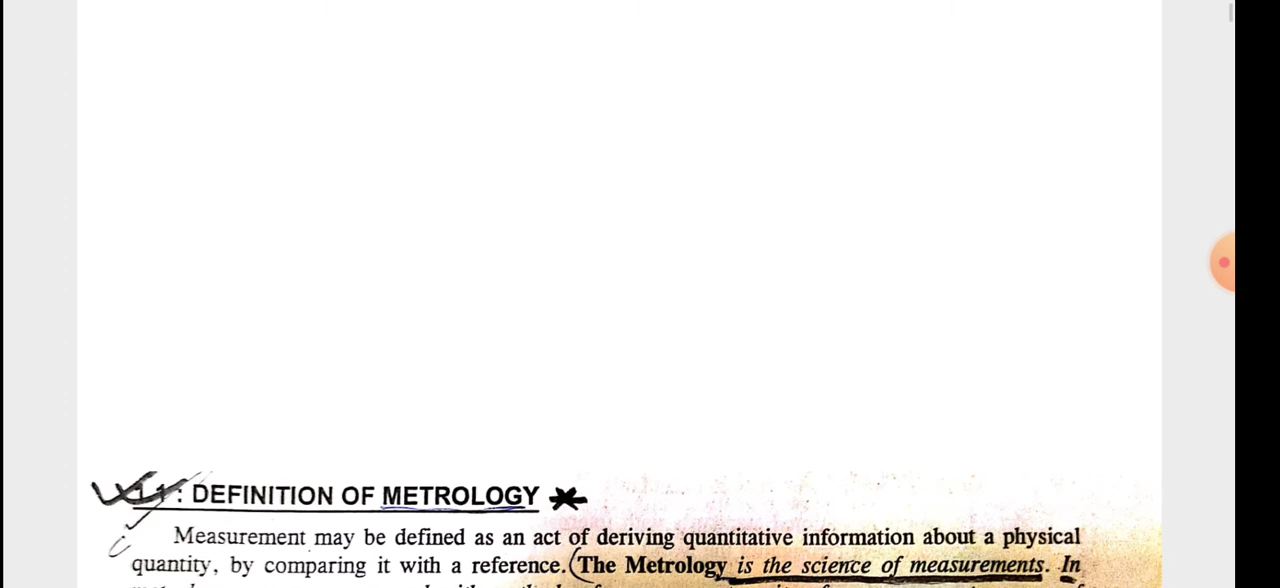 : DEFINITION OF METROLOGY
Measurement may be defined as an act of deriving quantitative information about a physical
quantity, by comparing it with a reference. (The Metrology is the science of measurements. In